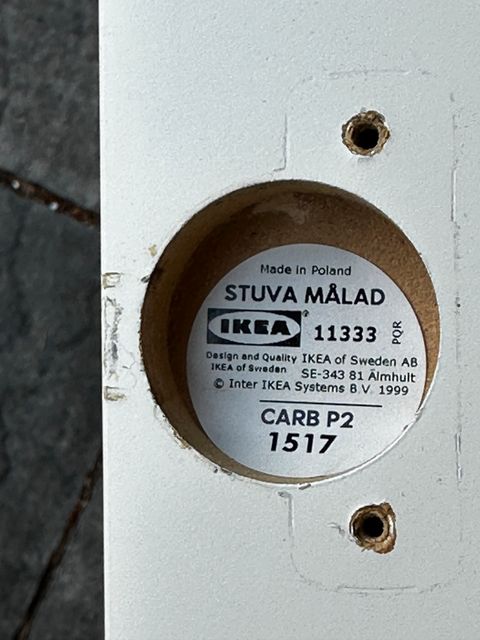 Made in Poland
STUVA MÅLAD
IKEA® 11333 PQR
Design and Quality IKEA of Sweden AB
IKEA of Sweden SE-343 81 Älmhult
© Inter IKEA Systems B.V. 1999
CARB P2
1517